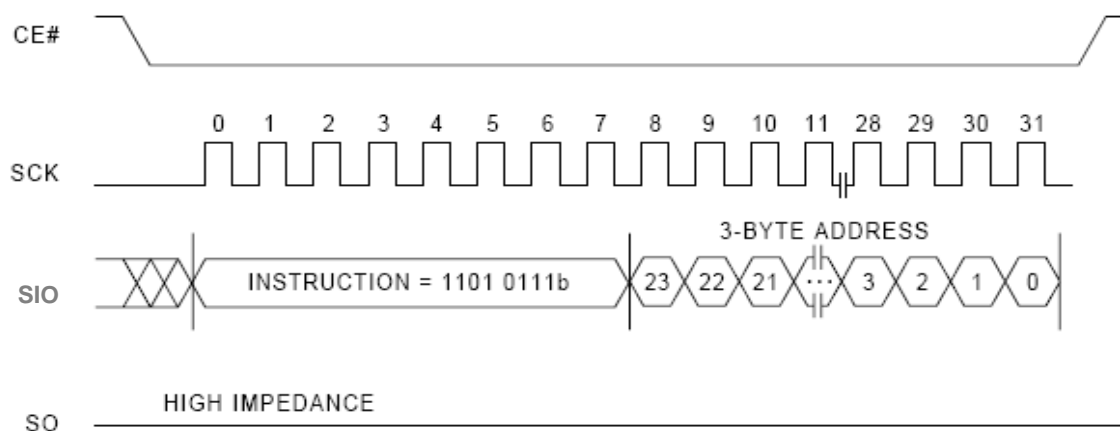 CE#
0 1 2 3 4 5 6 7 8 9 10 11 28 29 30 31
SCK
3-BYTE ADDRESS
SIO INSTRUCTION = 1101 0111b 23 22 21 ... 3 2 1 0
HIGH IMPEDANCE
SO